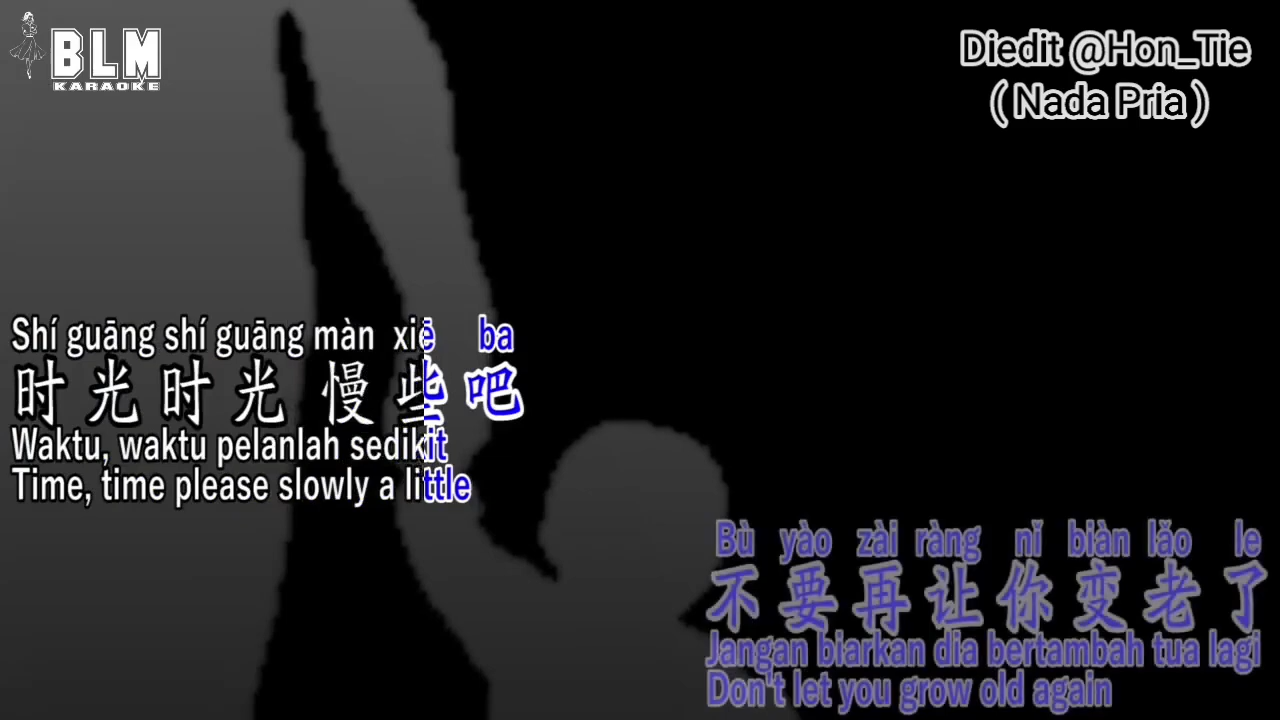 BLM
KARAOKE
Diedit @Hon_Tie
( Nada Pria )
Shí guāng shí guāng màn xiē ba
时光时光 慢些吧
Waktu, waktu pelanlah sedikit
Time, time please slowly a little
Bù yào zài ràng nǐ biàn lǎo le
不要再让你变老了
Jangan biarkan dia bertambah tua lagi
Don't let you grow old again